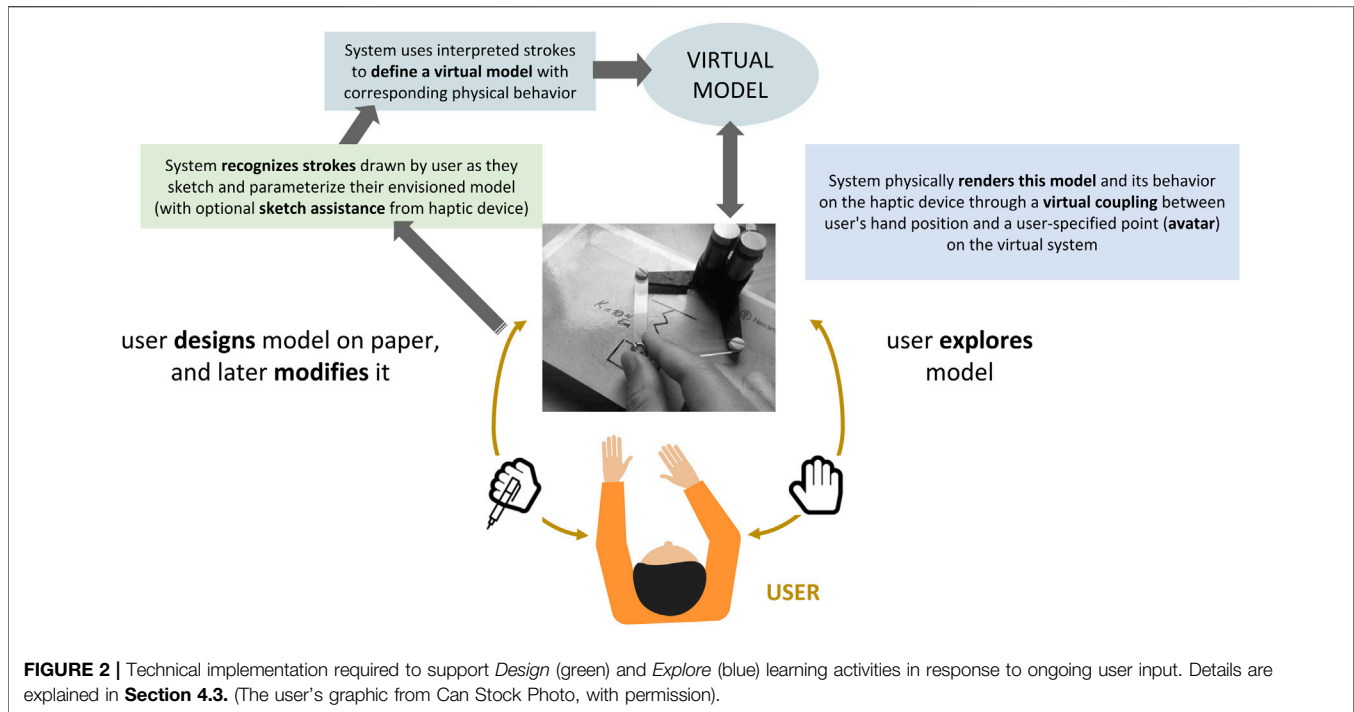 System uses interpreted strokes
to define a virtual model with
corresponding physical behavior
VIRTUAL
MODEL
System recognizes strokes drawn by user as they
sketch and parameterize their envisioned model
(with optional sketch assistance from haptic device)
System physically renders this model and its behavior
on the haptic device through a virtual coupling between
user's hand position and a user-specified point (avatar)
on the virtual system
user designs model on paper,
and later modifies it
user explores
model
USER
FIGURE 2 | Technical implementation required to support Design (green) and Explore (blue) learning activities in response to ongoing user input. Details are
explained in Section 4.3. (The user's graphic from Can Stock Photo, with permission).